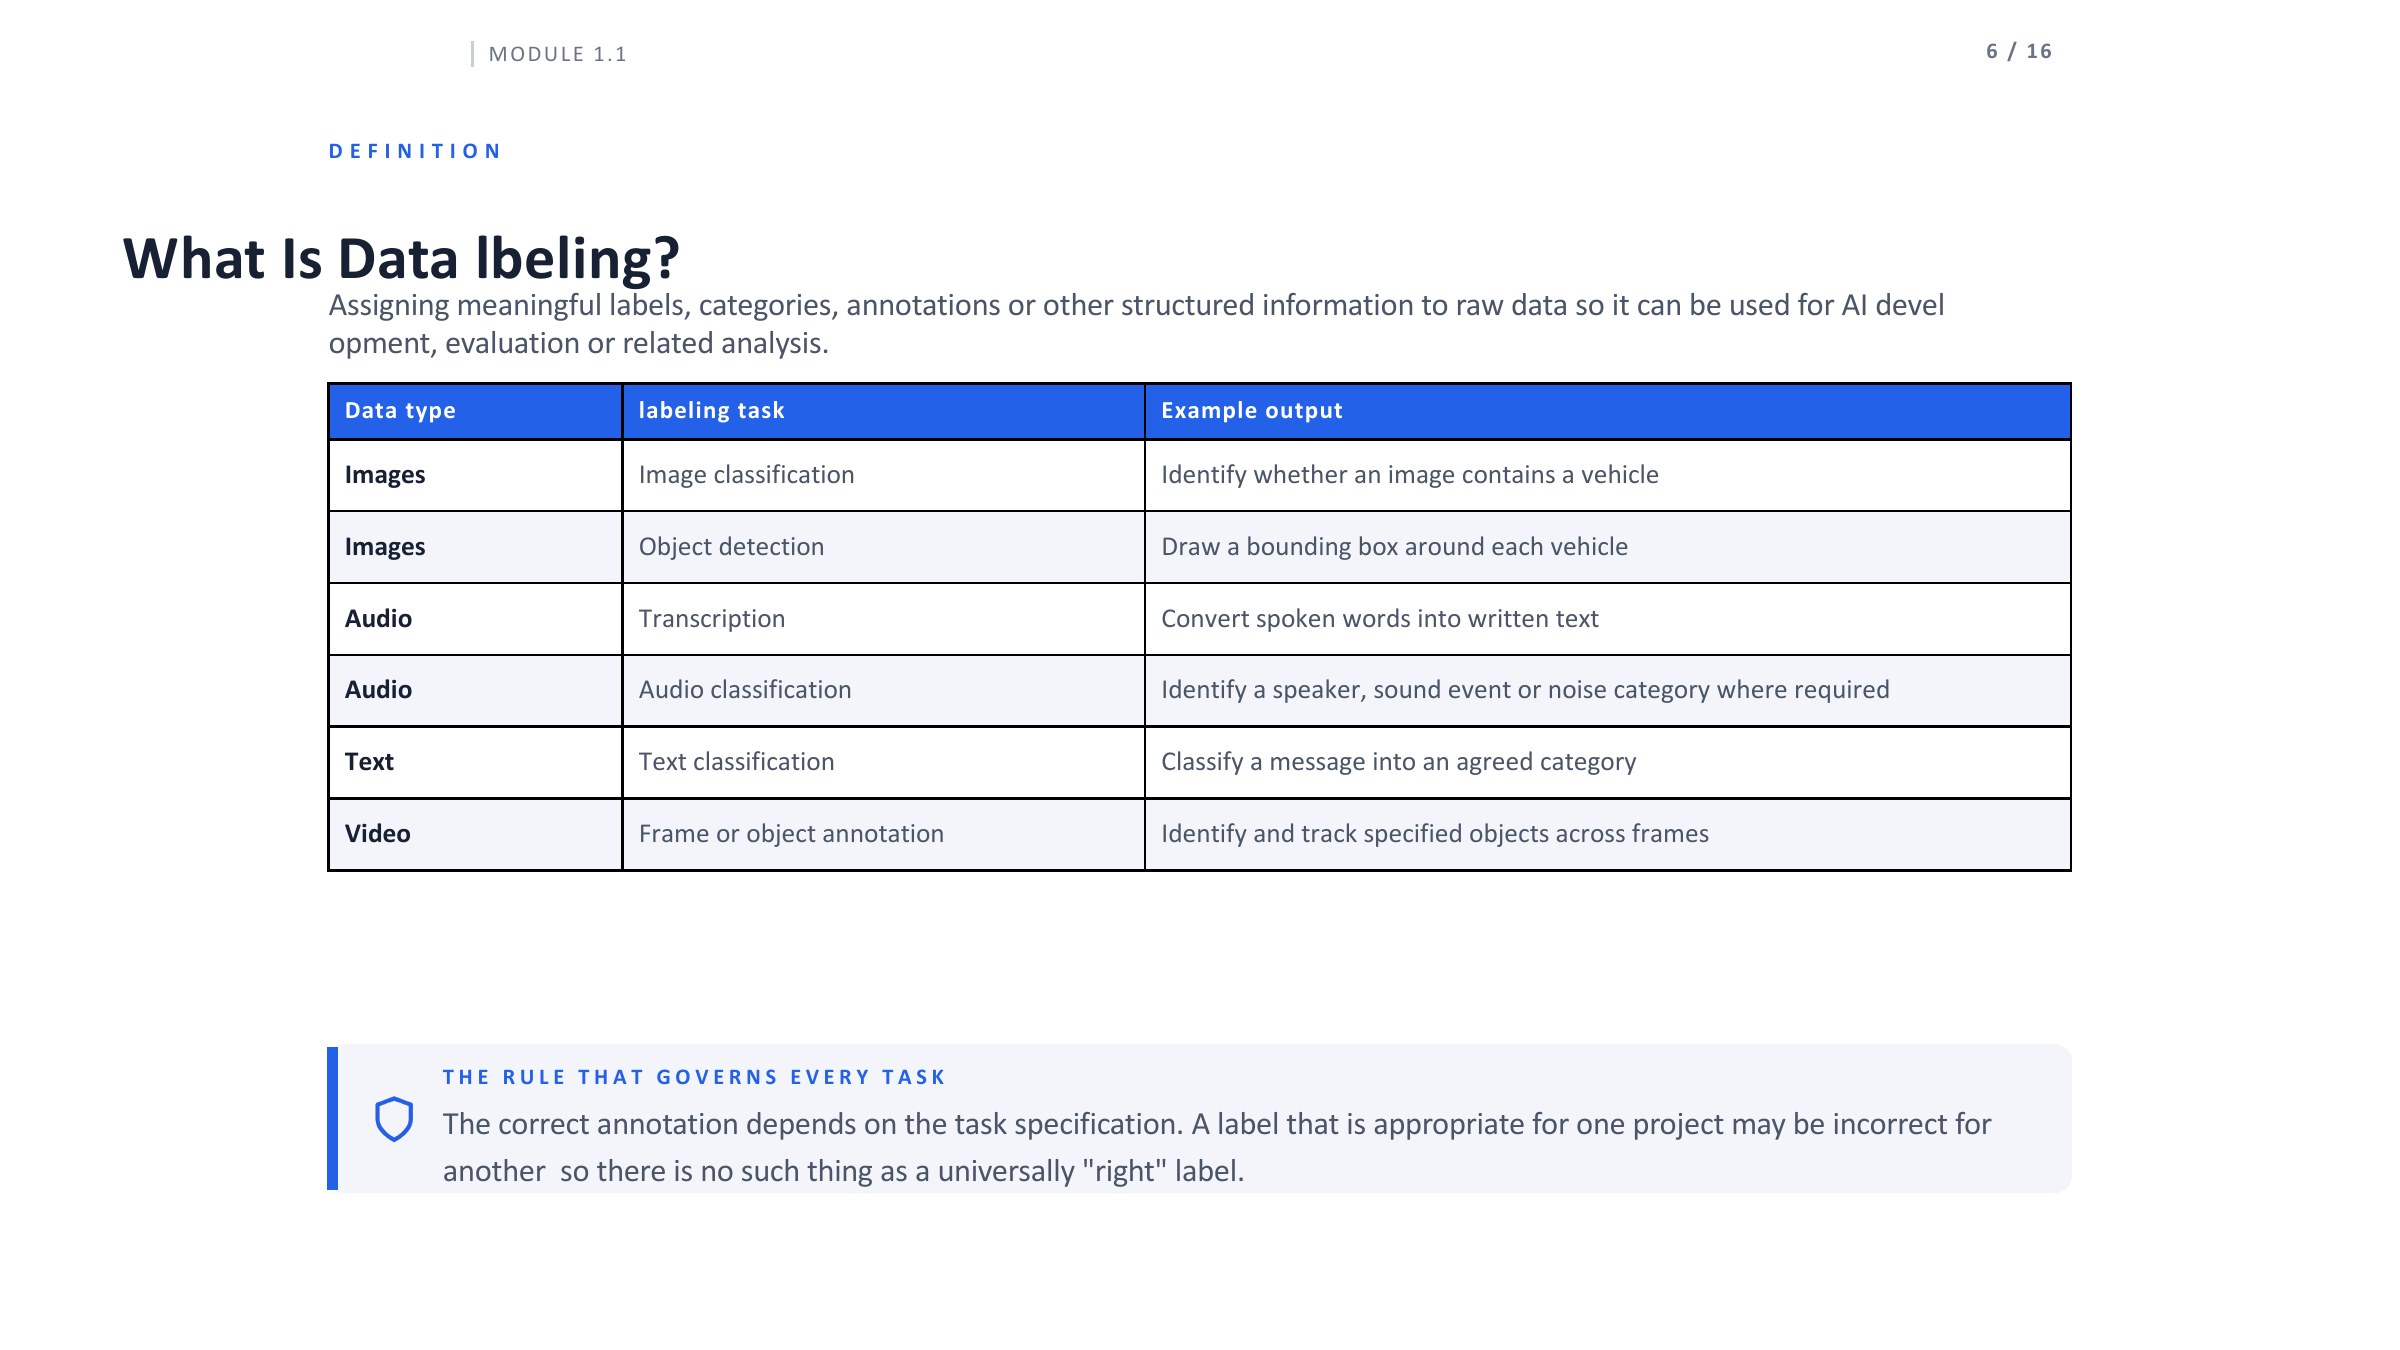 MODULE 1.1
6 / 16
DEFINITION
What Is Data lbeling?
Assigning meaningful labels, categories, annotations or other structured information to raw data so it can be used for AI devel
opment, evaluation or related analysis.
Data type labeling task Example output
Images Image classification Identify whether an image contains a vehicle
Images Object detection Draw a bounding box around each vehicle
Audio Transcription Convert spoken words into written text
Audio Audio classification Identify a speaker, sound event or noise category where required
Text Text classification Classify a message into an agreed category
Video Frame or object annotation Identify and track specified objects across frames
THE RULE THAT GOVERNS EVERY TASK
The correct annotation depends on the task specification. A label that is appropriate for one project may be incorrect for
another  so there is no such thing as a universally "right" label.